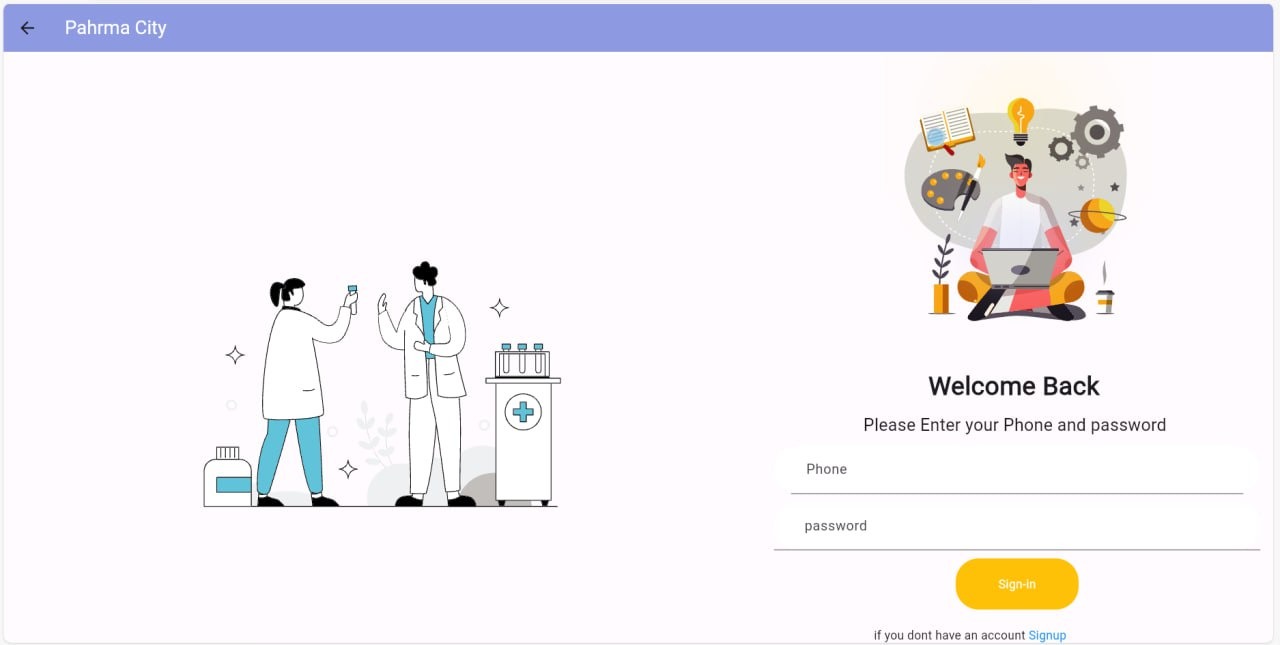 Pahrma City
Welcome Back
Please Enter your Phone and password
Phone
password
Sign-in
if you dont have an account Signup